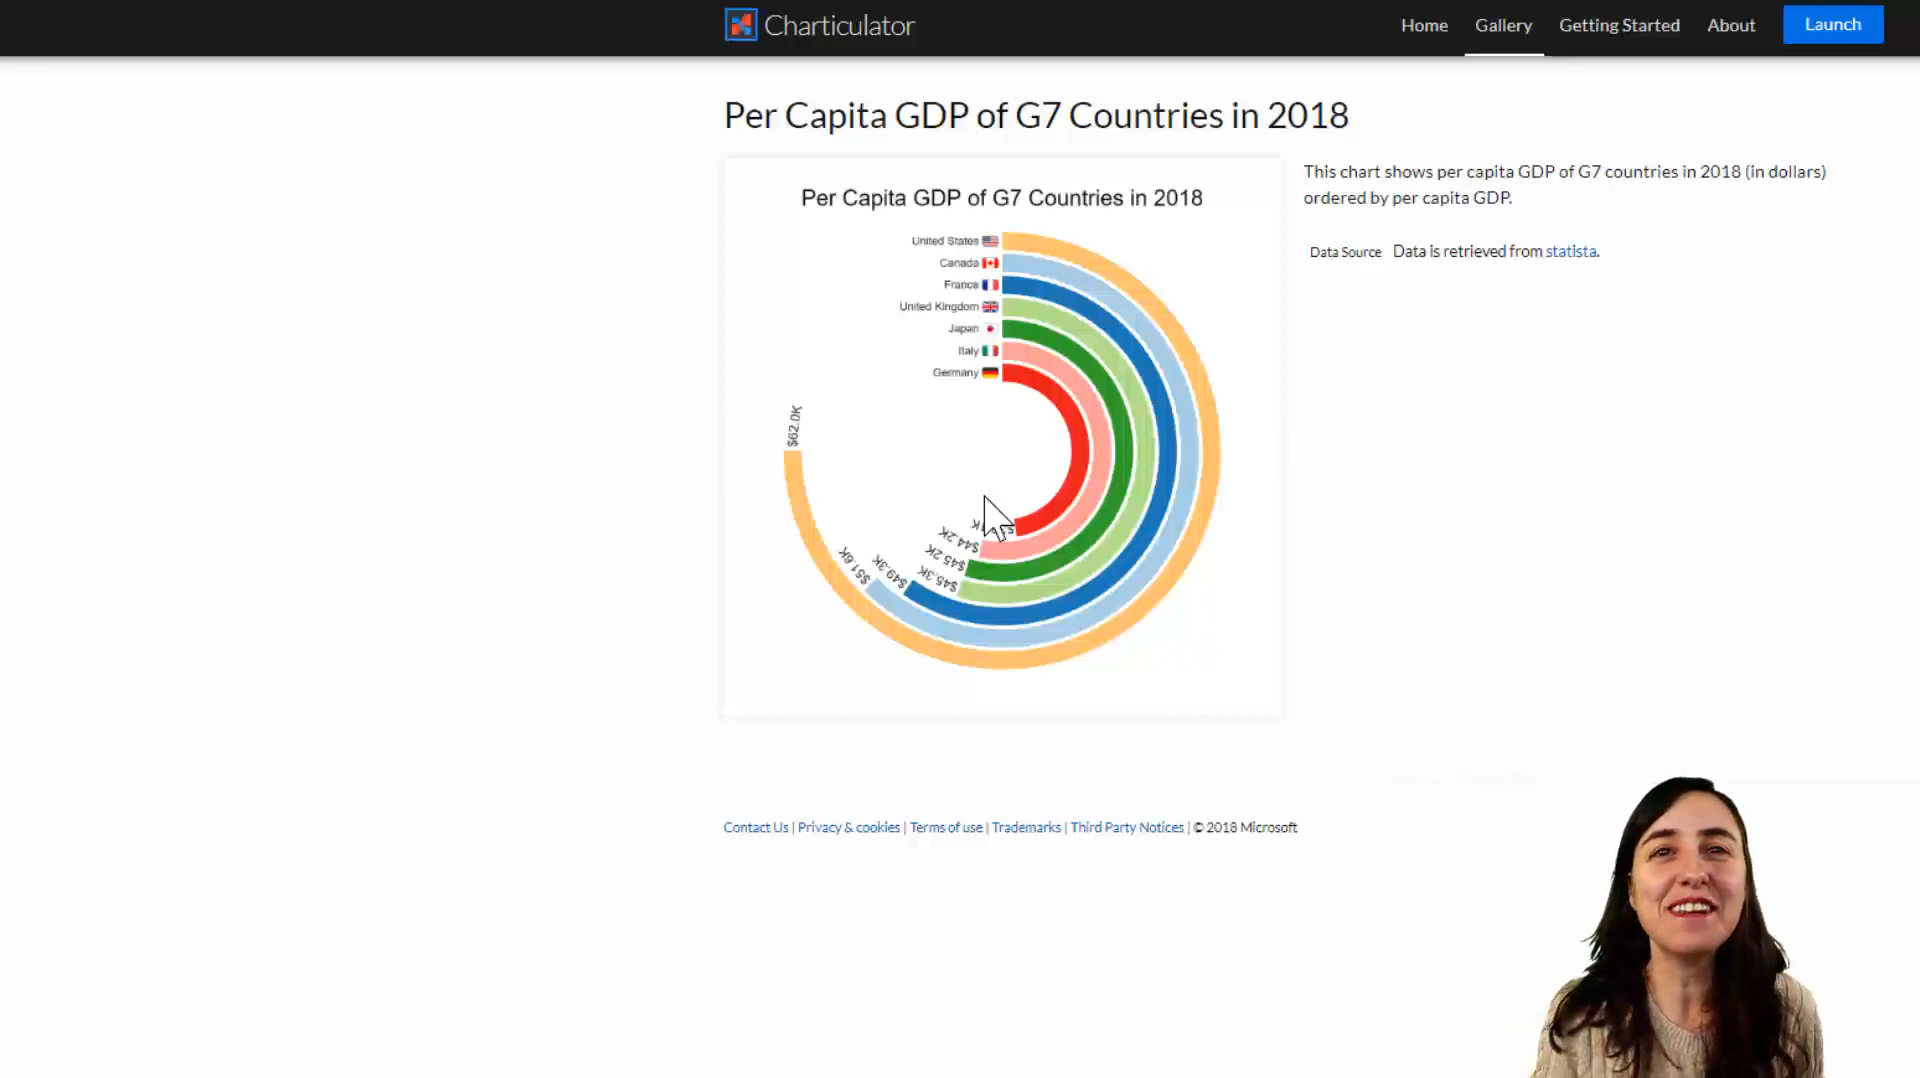 Charticulator
Home
Gallery
Getting Started
About
Launch
Per Capita GDP of G7 Countries in 2018
This chart shows per capita GDP of G7 countries in 2018 (in dollars)
ordered by per capita GDP.
Data Source Data is retrieved from statista.
Per Capita GDP of G7 Countries in 2018
United States
Canada
France
United Kingdom
Japan
Italy
Germany
$62.0K
$51.6K
$49.3K
$45.3K
$45.2K
$44.2K
Contact Us | Privacy & cookies | Terms of use | Trademarks | Third Party Notices | © 2018 Microsoft